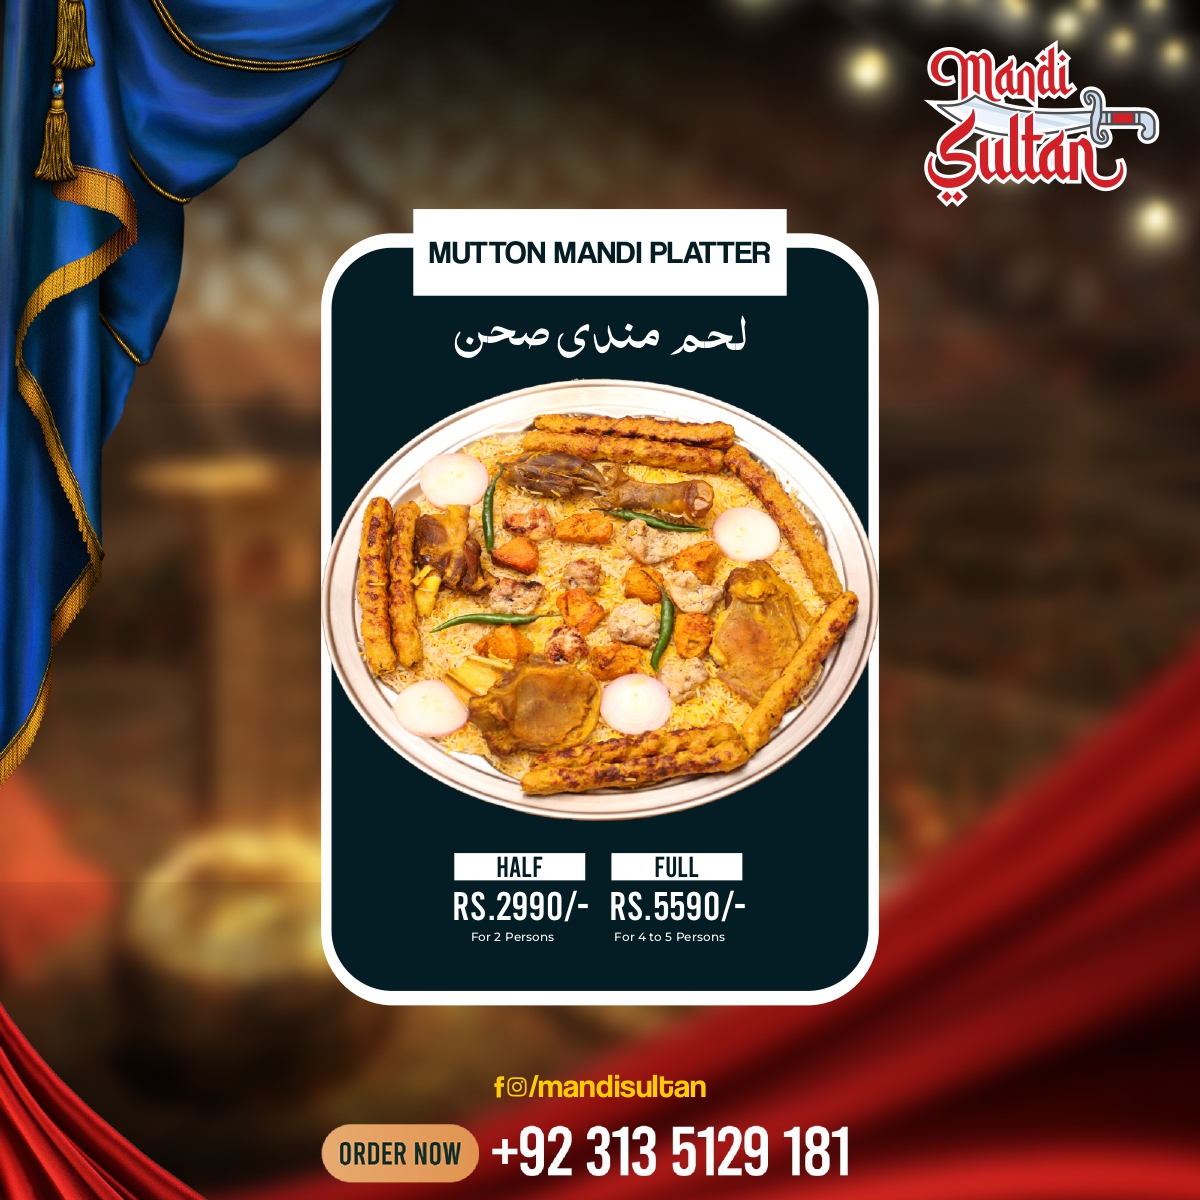 Mandi
Sultan
MUTTON MANDI PLATTER
لحم مندی صحن
HALF
FULL
RS.2990/-
RS.5590/-
For 2 Persons
For 4 to 5 Persons
/mandisultan
ORDER NOW
+92 313 5129 181